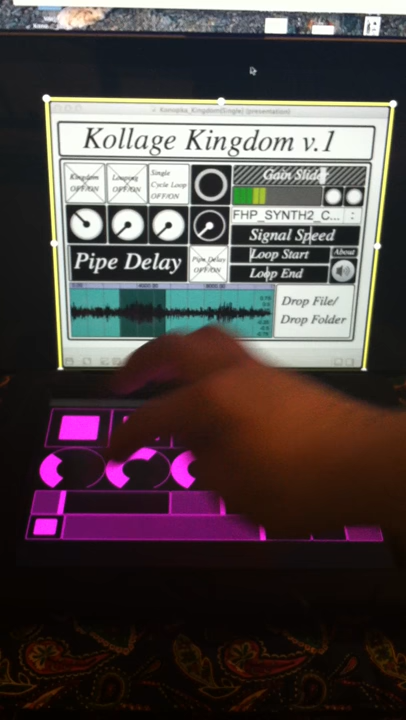 Kollage Kingdom v.1
Kingdom
OFF/ON
Looping
OFF/ON
Single
Cycle Loop
OFF/ON
Gain Slider
FHP_SYNTH2_C...
Signal Speed
Pipe Delay
Pipe Delay
OFF/ON
Loop Start
About
Loop End
Drop File/
Drop Folder